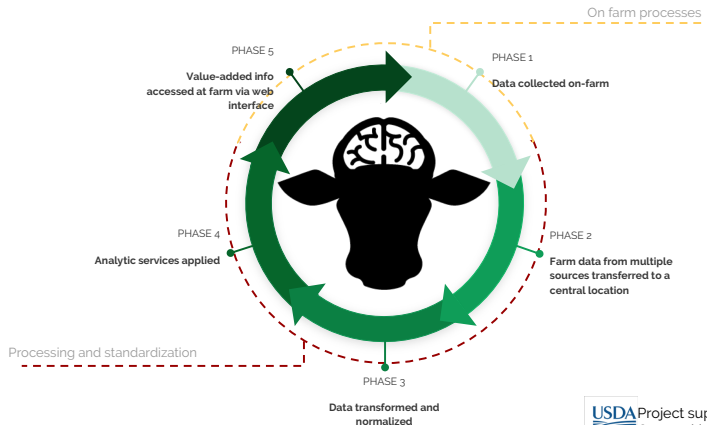 On farm processes
PHASE 5
Value-added info
accessed at farm via web
interface
PHASE 1
Data collected on-farm
PHASE 4
Analytic services applied
PHASE 2
Farm data from multiple
sources transferred to a
central location
Processing and standardization
PHASE 3
Data transformed and
normalized
USDA
Project sup